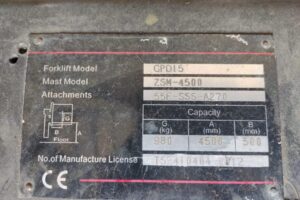 Forklift Model CPD15
Mast Model ZSM-4500
Attachments
Capacity
G A B
(kg) (mm) (mm)
980 4500 500
B A
Floor
No.of Manufacture License
CE